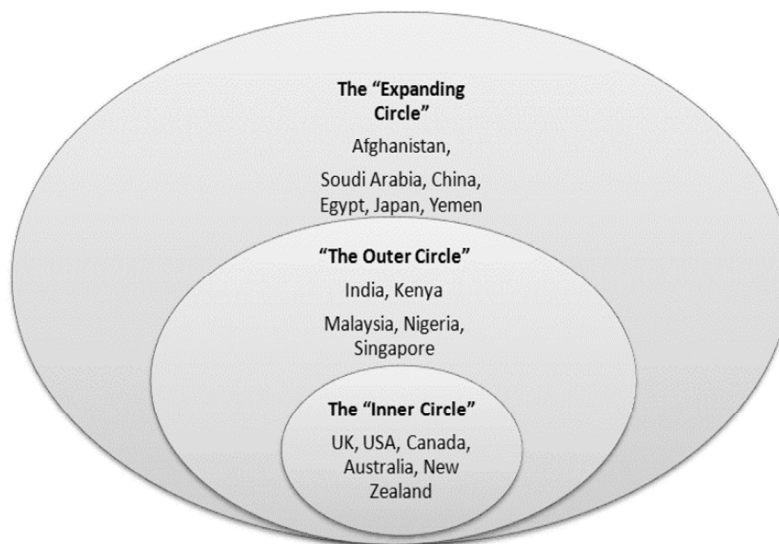 The “Expanding
Circle”
Afghanistan,
Soudi Arabia, China,
Egypt, Japan, Yemen
“The Outer Circle”
India, Kenya
Malaysia, Nigeria,
Singapore
The “Inner Circle”
UK, USA, Canada,
Australia, New
Zealand